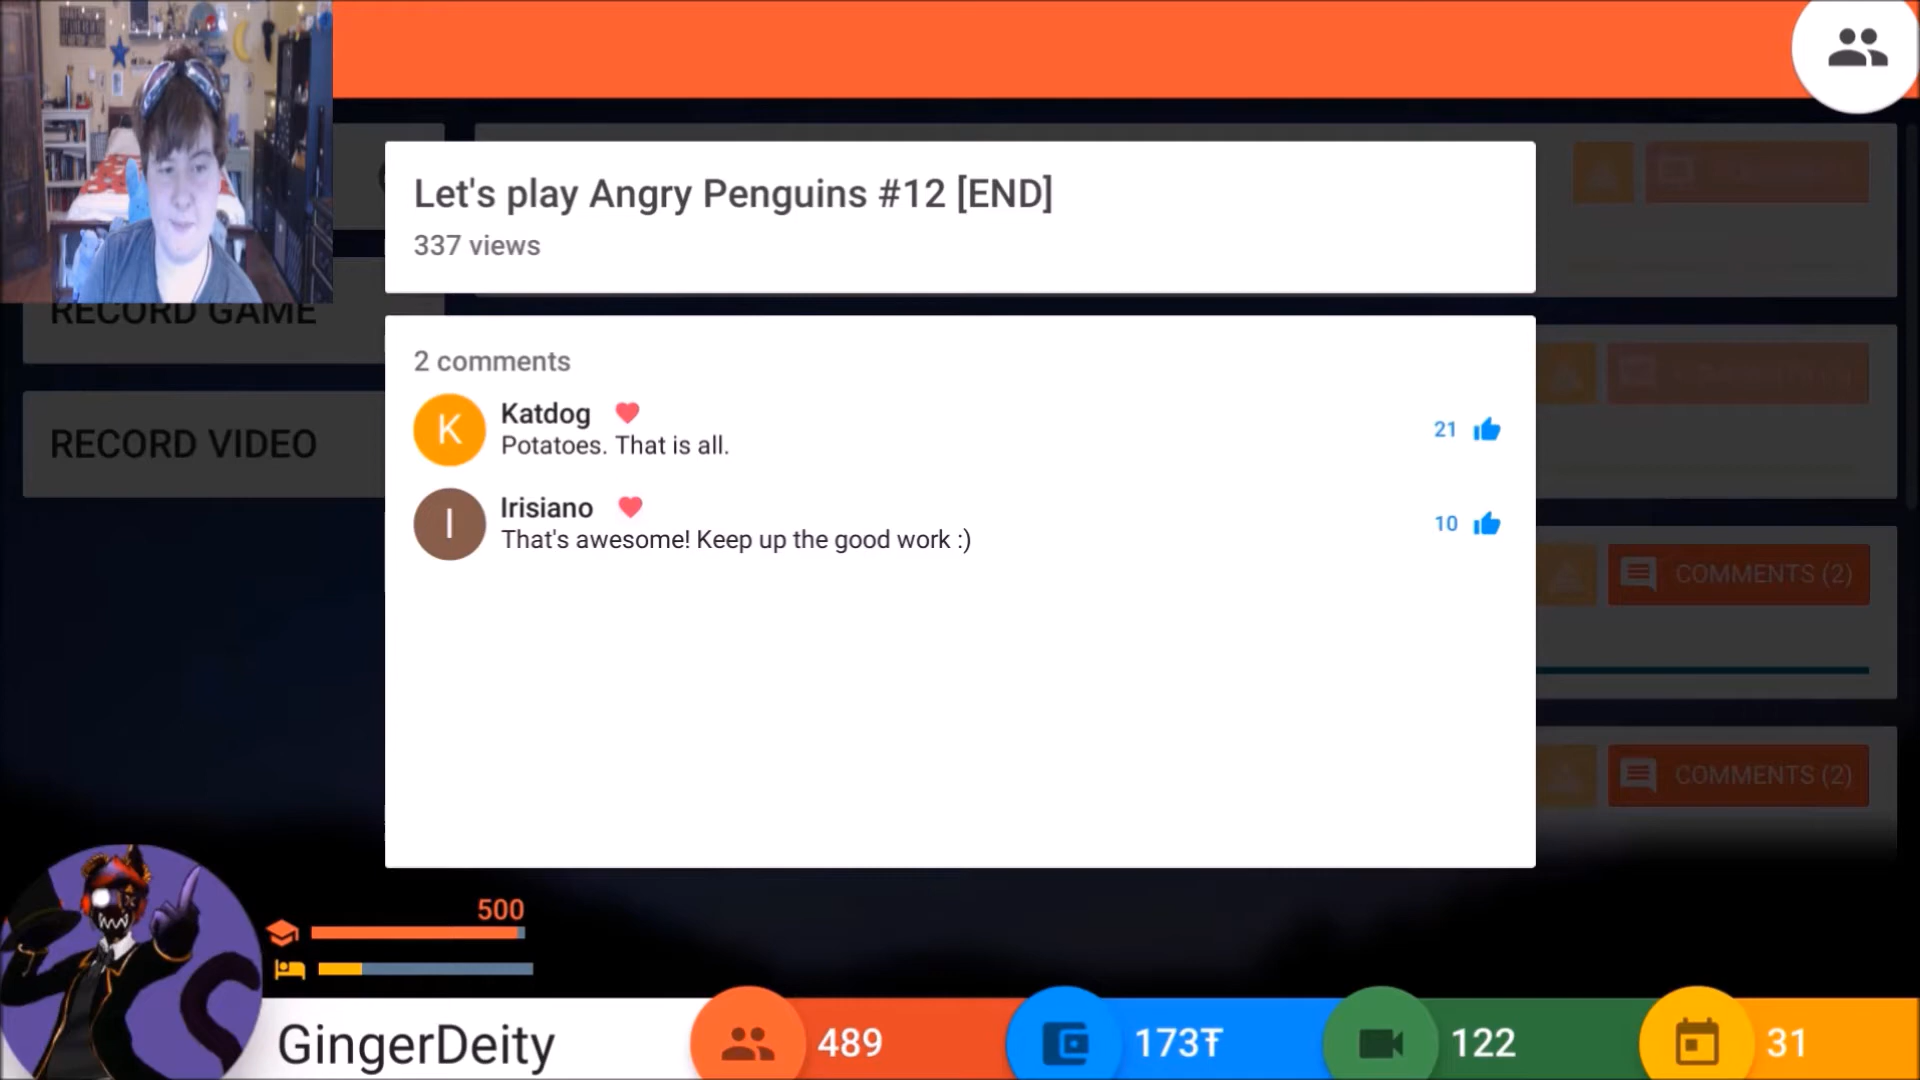 Let's play Angry Penguins #12 [END]
337 views
RECORD GAME
RECORD VIDEO
2 comments
K
Katdog
21
Potatoes. That is all.
I
Irisiano
10
That's awesome! Keep up the good work :)
COMMENTS (2)
COMMENTS (2)
500
GingerDeity
489
173Ŧ
122
31